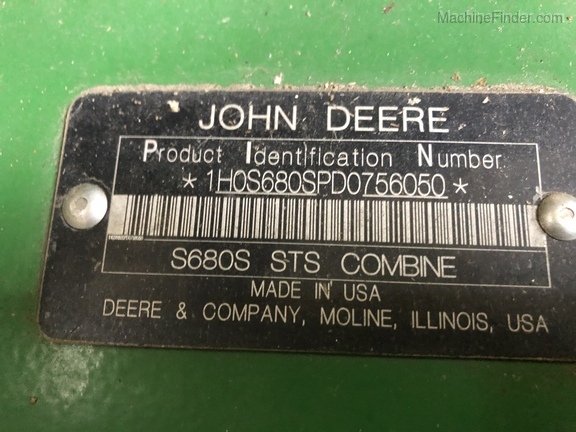 MachineFinder.com
JOHN DEERE
Product Identification Number
*1H0S680SPD0756050*
S680S STS COMBINE
MADE IN USA
DEERE & COMPANY, MOLINE, ILLINOIS, USA